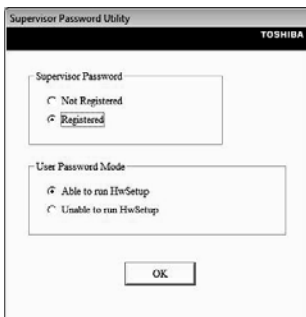 Supervisor Password Utility
TOSHIBA
Supervisor Password
Not Registered
Registered
User Password Mode
Able to run HwSetup
Unable to run HwSetup
OK